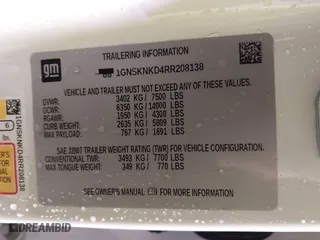 TRAILERING INFORMATION
gm
1GNSKNKD4RR208138
VEHICLE AND TRAILER MUST NOT EXCEED ANY OF THESE:
GVWR: 3402 KG / 7500 LBS
GCWR: 6350 KG / 14000 LBS
RGAWR: 1950 KG / 4300 LBS
CURB WEIGHT: 2635 KG / 5809 LBS
MAX PAYLOAD: 767 KG / 1691 LBS
SAE J2807 TRAILER WEIGHT RATING (TWR) FOR VEHICLE CONFIGURATION.
CONVENTIONAL TWR: 3493 KG / 7700 LBS
MAX TONGUE WEIGHT: 349 KG / 770 LBS
SEE OWNER'S MANUAL FOR MORE INFORMATION
1GNSKNKD4RR208138
6
lbs.
DREAMBID